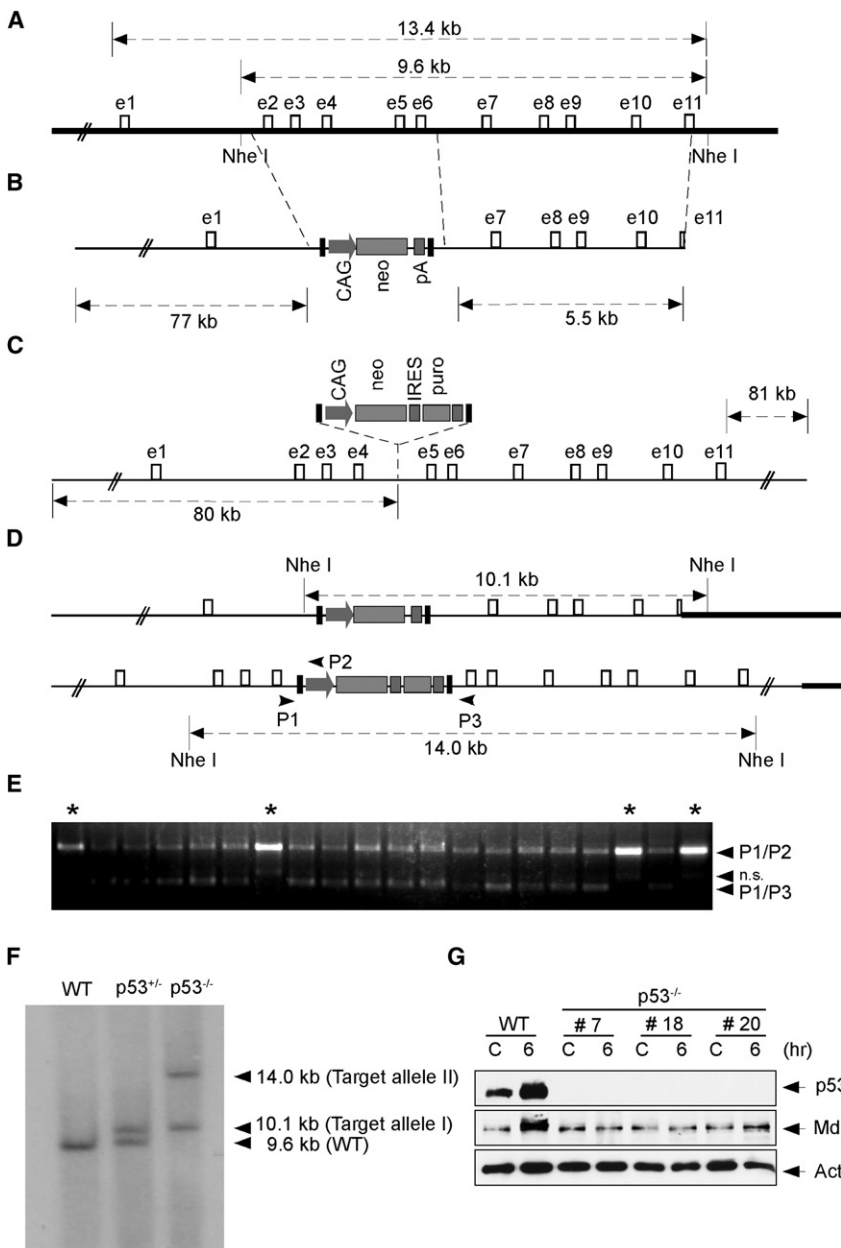 A
13.4 kb
9.6 kb
e1 e2 e3 e4 e5 e6 e7 e8 e9 e10 e11
Nhe I Nhe I
B
e1 e7 e8 e9 e10 e11
CAG neo pA
77 kb 5.5 kb
C
CAG neo IRES puro
81 kb
e1 e2 e3 e4 e5 e6 e7 e8 e9 e10 e11
80 kb
D
Nhe I Nhe I
10.1 kb
P2
P1 P3
14.0 kb
Nhe I Nhe I
E
* * * *
P1/P2
n.s.
P1/P3
F
WT p53+/- p53-/-
14.0 kb (Target allele II)
10.1 kb (Target allele I)
9.6 kb (WT)
G
p53-/-
WT # 7 # 18 # 20
C 6 C 6 C 6 C 6 (hr)
p53
Md
Act